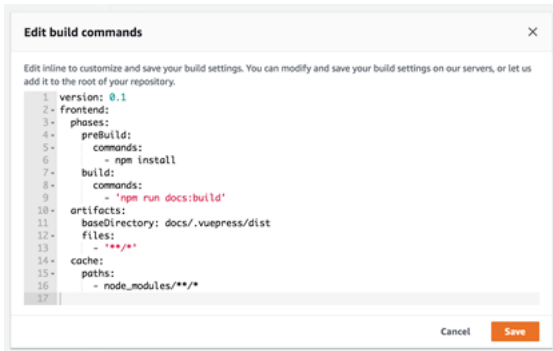 Edit build commands
Edit inline to customize and save your build settings. You can modify and save your build settings on our servers, or let us
add it to the root of your repository.
1 version: 0.1
2 frontend:
3 phases:
4 preBuild:
5 commands:
6 - npm install
7 build:
8 commands:
9 - 'npm run docs:build'
10 artifacts:
11 baseDirectory: docs/.vuepress/dist
12 files:
13 - '**/*'
14 cache:
15 paths:
16 - node_modules/**/*
17
Cancel Save